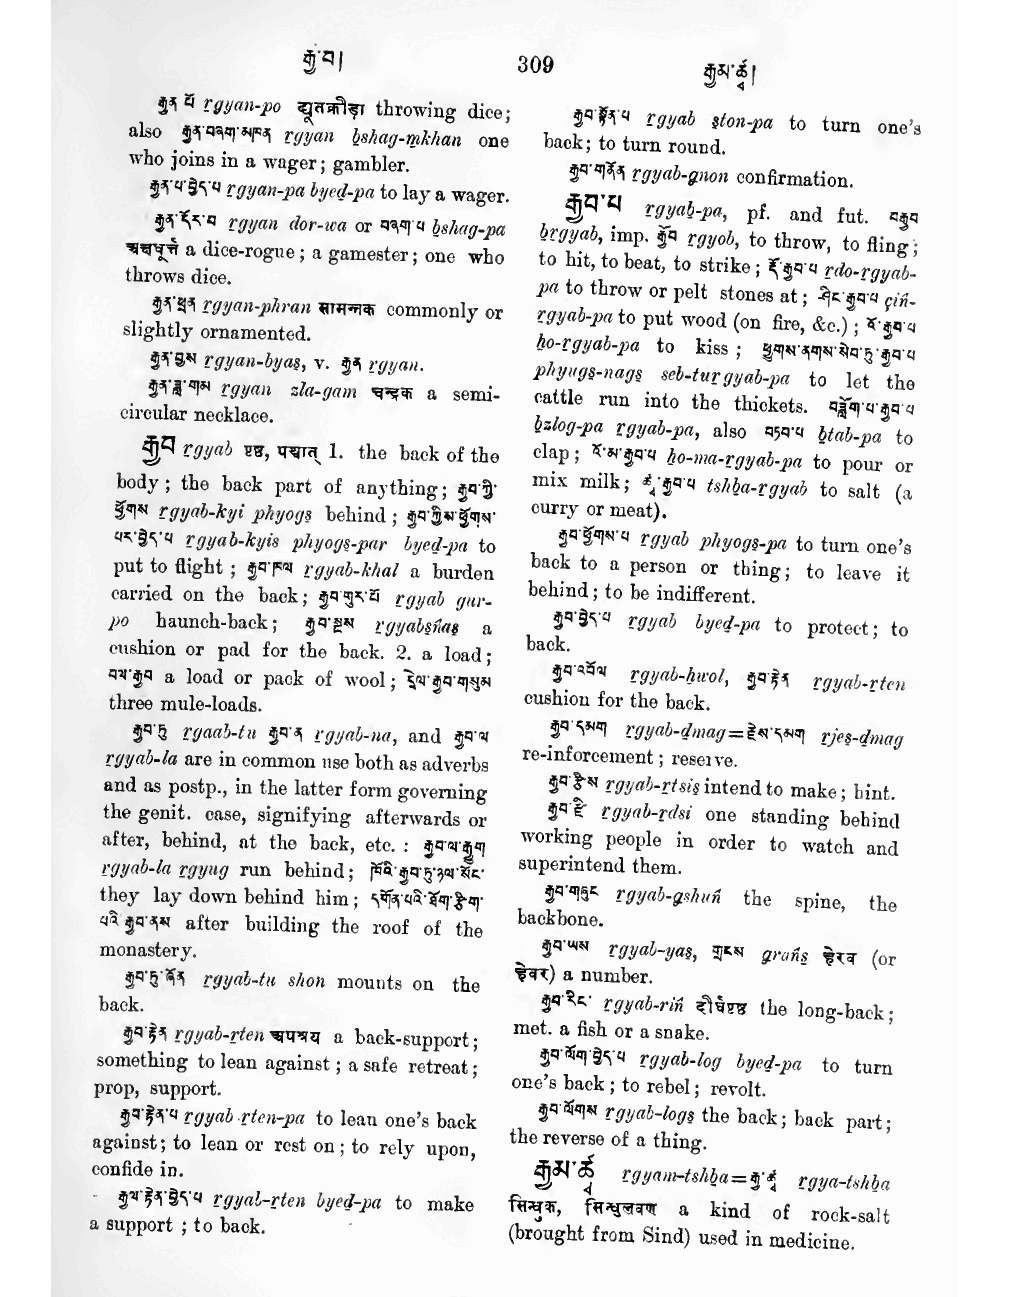 རྒྱ་བ།
309
རྒྱམ་ཚྭ།
རྒྱན་པོ rgyan-po द्यूतक्रीड़ा throwing dice;
also རྒྱན་བཞག་མཁན rgyan bshag-mkhan one
who joins in a wager; gambler.
རྒྱན་པ་བྱེད་པ rgyan-pa byed-pa to lay a wager.
རྒྱན་དོར་བ rgyan dor-wa or བཞག་པ bshag-pa
अक्षधूर्त्त a dice-rogue; a gamester; one who
throws dice.
རྒྱན་ཕྲན rgyan-phran सामन्नक commonly or
slightly ornamented.
རྒྱན་བྱས rgyan-byas, v. རྒྱན rgyan.
རྒྱན་ཟླ་གམ rgyan zla-gam चन्द्रक a semi-
circular necklace.
རྒྱབ rgyab पृष्ठ, पश्चात् 1. the back of the
body; the back part of anything; རྒྱབ་ཀྱི་
ཕྱོགས rgyab-kyi phyogs behind; རྒྱབ་ཀྱིས་ཕྱོགས་
པར་བྱེད་པ rgyab-kyis phyogs-par byed-pa to
put to flight; རྒྱབ་ཁལ rgyab-khal a burden
carried on the back; རྒྱབ་གུར་པོ rgyab gur-
po haunch-back; རྒྱབ་སྔས rgyabsñas a
cushion or pad for the back. 2. a load;
བལ་རྒྱབ a load or pack of wool; དྲེལ་རྒྱབ་གསུམ
three mule-loads.
རྒྱབ་ཏུ rgaab-tu རྒྱབ་ན rgyab-na, and རྒྱབ་ལ
rgyab-la are in common use both as adverbs
and as postp., in the latter form governing
the genit. case, signifying afterwards or
after, behind, at the back, etc.: རྒྱབ་ལ་རྒྱུག
rgyab-la rgyug run behind; ཁོའི་རྒྱབ་ཏུ་ཉལ་སོང་
they lay down behind him; དགོན་པའི་ཐོག་རྩིག་
པའི་རྒྱབ་ནས after building the roof of the
monastery.
རྒྱབ་ཏུ་ཞོན rgyab-tu shon mounts on the
back.
རྒྱབ་རྟེན rgyab-rten अपश्रय a back-support;
something to lean against; a safe retreat;
prop, support.
རྒྱབ་རྟེན་པ rgyab rten-pa to lean one's back
against; to lean or rest on; to rely upon,
confide in.
རྒྱབ་རྟེན་བྱེད་པ rgyab-rten byed-pa to make
a support; to back.
རྒྱབ་སྟོན་པ rgyab ston-pa to turn one's
back; to turn round.
རྒྱབ་གནོན rgyab-gnon confirmation.
རྒྱབ་པ rgyab-pa, pf. and fut. བརྒྱབ
brgyab, imp. རྒྱོབ rgyob, to throw, to fling;
to hit, to beat, to strike; རྡོ་རྒྱབ་པ rdo-rgyab-
pa to throw or pelt stones at; ཤིང་རྒྱབ་པ çiñ-
rgyab-pa to put wood (on fire, &c.); འོ་རྒྱབ་པ
ho-rgyab-pa to kiss; ཕྱུགས་ནགས་སེབ་ཏུ་རྒྱབ་པ
phyugs-nags seb-tur gyab-pa to let the
cattle run into the thickets. བཟློག་པ་རྒྱབ་པ
bzlog-pa rgyab-pa, also བཏབ་པ btab-pa to
clap; འོ་མ་རྒྱབ་པ ho-ma-rgyab-pa to pour or
mix milk; ཚྭ་རྒྱབ་པ tshba-rgyab to salt (a
curry or meat).
རྒྱབ་ཕྱོགས་པ rgyab phyogs-pa to turn one's
back to a person or thing; to leave it
behind; to be indifferent.
རྒྱབ་བྱེད་པ rgyab byed-pa to protect; to
back.
རྒྱབ་འབོལ rgyab-hwol, རྒྱབ་རྟེན rgyab-rten
cushion for the back.
རྒྱབ་དམག rgyab-dmag=རྗེས་དམག rjes-dmag
re-inforcement; reserve.
རྒྱབ་རྩིས rgyab-rtsis intend to make; hint.
རྒྱབ་རྫི rgyab-rdsi one standing behind
working people in order to watch and
superintend them.
རྒྱབ་གཞུང rgyab-gshuñ the spine, the
backbone.
རྒྱབ་ཡས rgyab-yas, གྲངས grañs हेरव (or
हेवर) a number.
རྒྱབ་རིང་ rgyab-riñ दीर्घपृष्ठ the long-back;
met. a fish or a snake.
རྒྱབ་ལོག་བྱེད་པ rgyab-log byed-pa to turn
one's back; to rebel; revolt.
རྒྱབ་ལོགས rgyab-logs the back; back part;
the reverse of a thing.
རྒྱམ་ཚྭ rgyam-tshba=རྒྱ་ཚྭ rgya-tshba
सिन्धुक, सिन्धुलवण a kind of rock-salt
(brought from Sind) used in medicine.